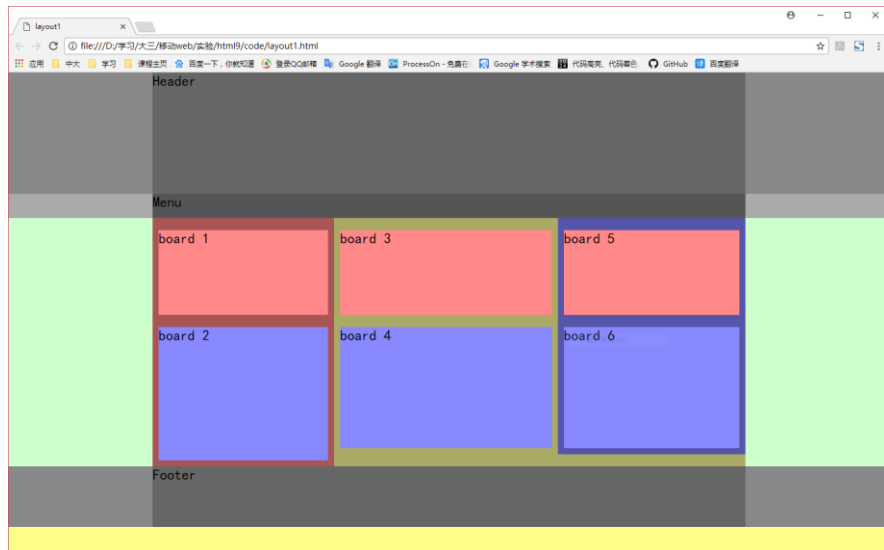 layout1
file:///D:/学习/大三/移动web/实验/html9/code/layout1.html
应用 中大 学习 课程主页 百度一下，你就知道 登录QQ邮箱 Google 翻译 ProcessOn - 免费在 Google 学术搜索 代码高亮，代码着色 GitHub 百度翻译
Header
Menu
board 1 board 3 board 5
board 2 board 4 board 6
Footer